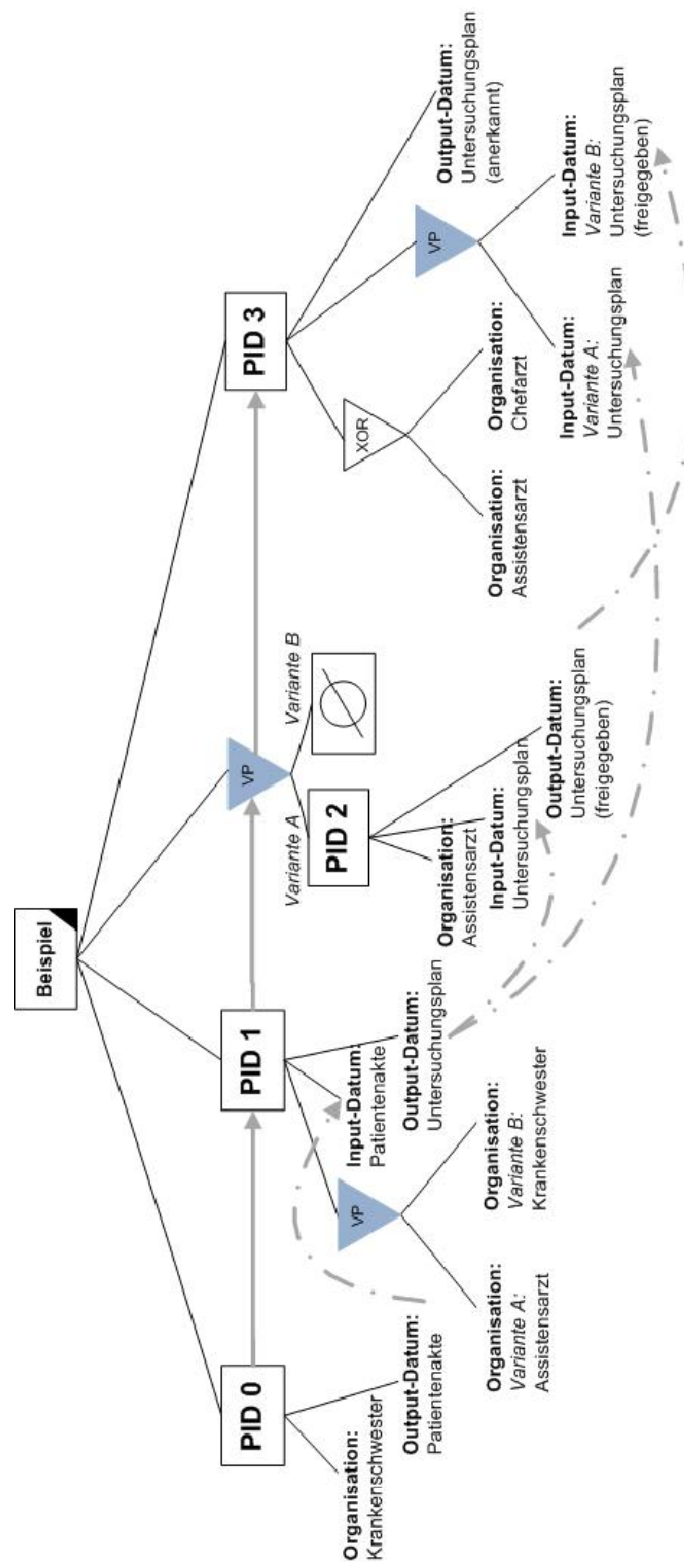 Beispiel
PID 0
Organisation:
Krankenschwester
Output-Datum:
Patientenakte
PID 1
VP
Organisation:
Variante A:
Assistensarzt
Organisation:
Variante B:
Krankenschwester
Input-Datum:
Patientenakte
Output-Datum:
Untersuchungsplan
VP
Variante A
Variante B
PID 2
Organisation:
Assistensarzt
Input-Datum:
Untersuchungsplan
Output-Datum:
Untersuchungsplan
(freigegeben)
PID 3
XOR
Organisation:
Assistensarzt
Organisation:
Chefarzt
VP
Input-Datum:
Variante A:
Untersuchungsplan
Input-Datum:
Variante B:
Untersuchungsplan
(freigegeben)
Output-Datum:
Untersuchungsplan
(anerkannt)